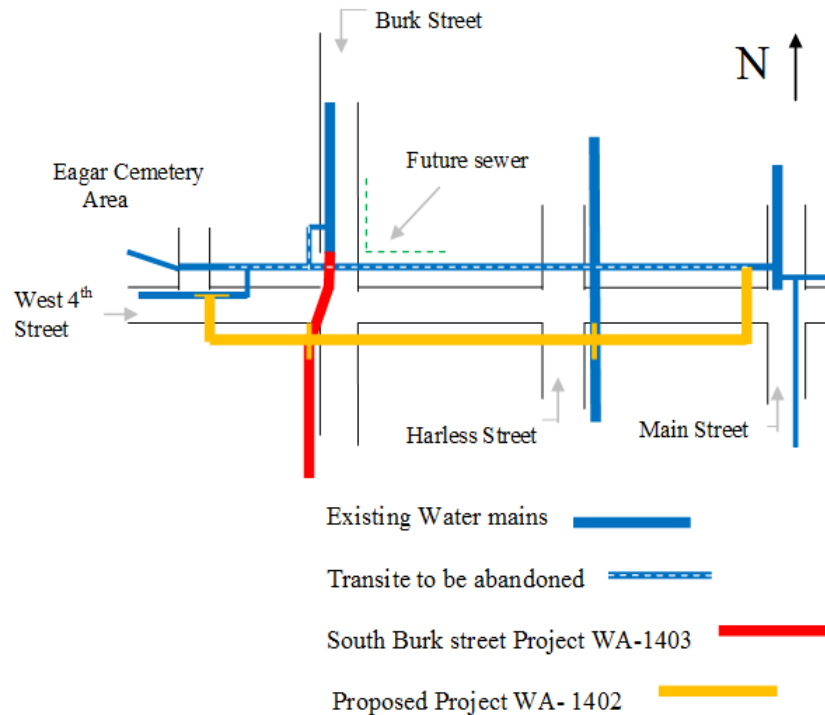 Burk Street
N
Future sewer
Eagar Cemetery
Area
West 4th
Street
Harless Street
Main Street
Existing Water mains
Transite to be abandoned
South Burk street Project WA-1403
Proposed Project WA- 1402